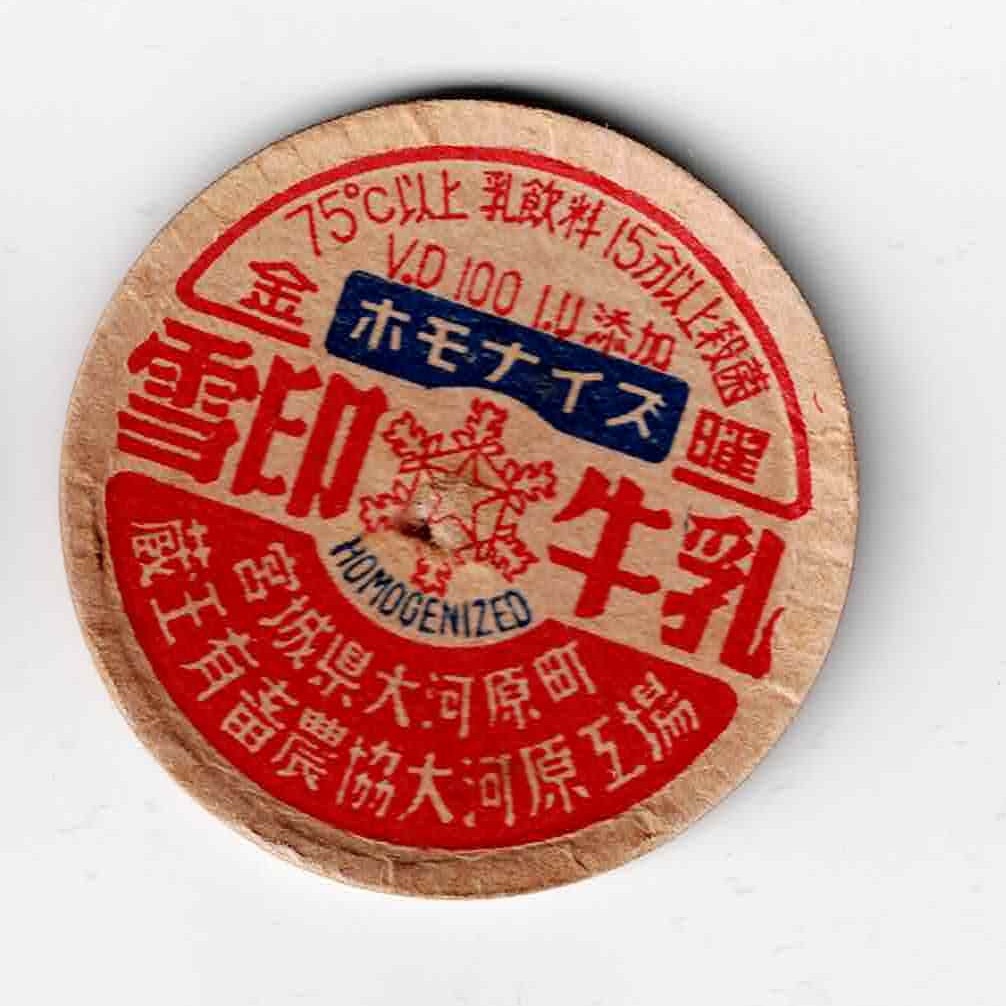 75°C以上 乳飲料 15分以上殺菌
V.D 100 I.U 添加
金 曜
ホモナイズ
雪印 牛乳
HOMOGENIZED
宮城県大河原町
蔵王有畜農協大河原工場